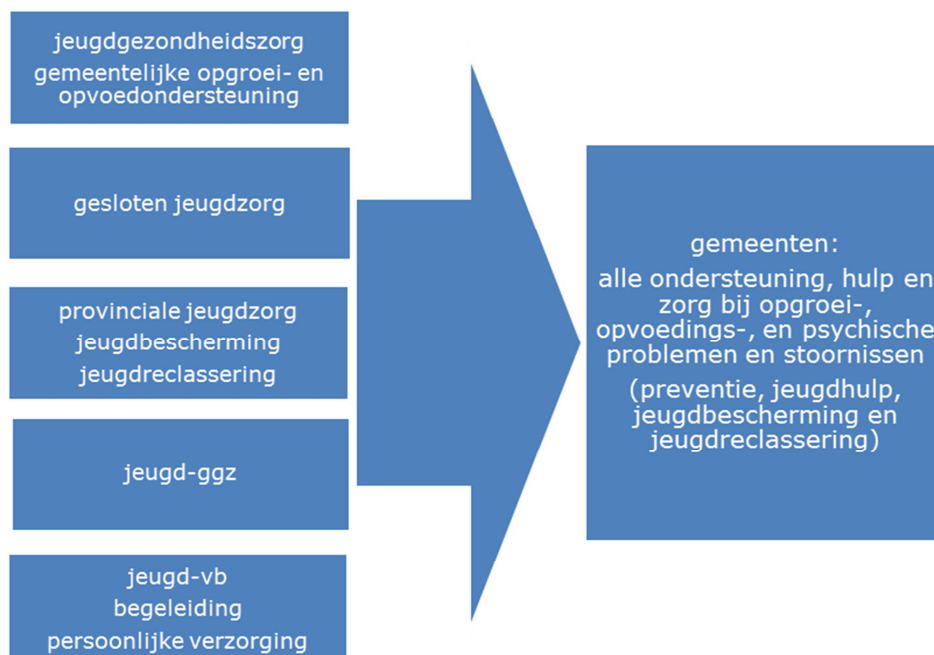 jeugdgezondheidszorg
gemeentelijke opgroei- en
opvoedondersteuning
gesloten jeugdzorg
provinciale jeugdzorg
jeugdbescherming
jeugdreclassering
jeugd-ggz
jeugd-vb
begeleiding
persoonlijke verzorging
gemeenten:
alle ondersteuning, hulp en
zorg bij opgroei-,
opvoedings-, en psychische
problemen en stoornissen
(preventie, jeugdhulp,
jeugdbescherming en
jeugdreclassering)